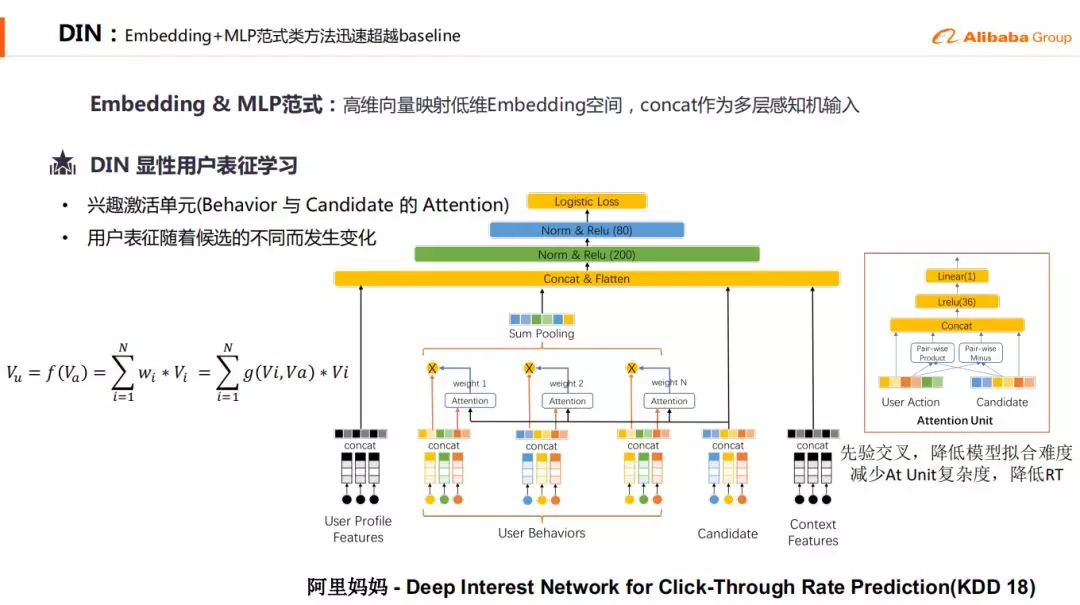 DIN：Embedding+MLP范式类方法迅速超越baseline
Alibaba Group
Embedding & MLP范式：高维向量映射低维Embedding空间，concat作为多层感知机输入
DIN 显性用户表征学习
• 兴趣激活单元(Behavior 与 Candidate 的 Attention)
• 用户表征随着候选的不同而发生变化
Logistic Loss
Norm & Relu (80)
Norm & Relu (200)
Concat & Flatten
Sum Pooling
X X X
weight 1 weight 2 weight N
Attention Attention Attention
concat concat concat concat concat concat
User Profile
Features
User Behaviors
Candidate
Context
Features
V_u = f(V_a) = \sum_{i=1}^{N} w_i * V_i = \sum_{i=1}^{N} g(Vi, Va) * Vi
Linear(1)
Lrelu(36)
Concat
Pair-wise
Product
Pair-wise
Minus
User Action Candidate
Attention Unit
先验交叉，降低模型拟合难度
减少At Unit复杂度，降低RT
阿里妈妈 - Deep Interest Network for Click-Through Rate Prediction(KDD 18)